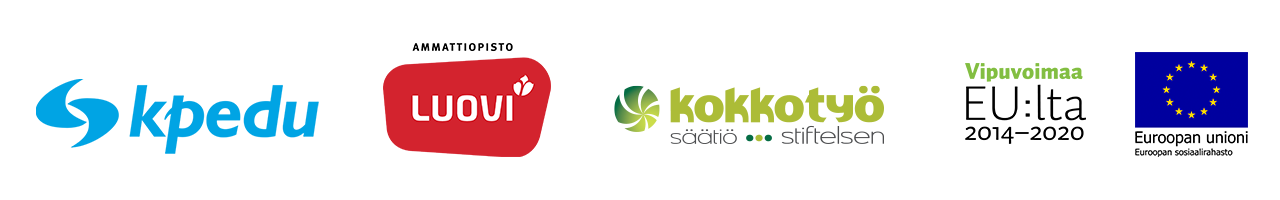 kpedu
AMMATTIOPISTO
LUOVI
kokkotyö
säätiö stiftelsen
Vipuvoimaa
EU:lta
2014–2020
Euroopan unioni
Euroopan sosiaalirahasto